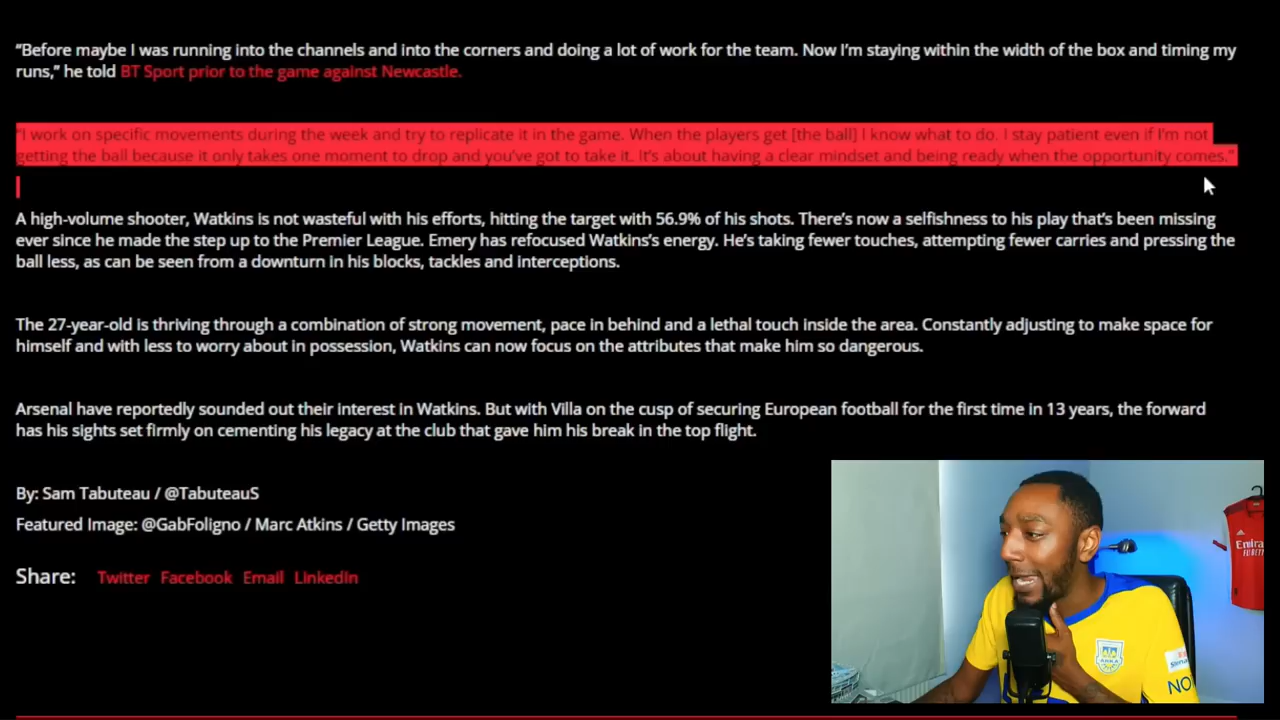 “Before maybe I was running into the channels and into the corners and doing a lot of work for the team. Now I’m staying within the width of the box and timing my
runs,” he told BT Sport prior to the game against Newcastle.
“I work on specific movements during the week and try to replicate it in the game. When the players get [the ball] I know what to do. I stay patient even if I’m not
getting the ball because it only takes one moment to drop and you’ve got to take it. It’s about having a clear mindset and being ready when the opportunity comes.”
A high-volume shooter, Watkins is not wasteful with his efforts, hitting the target with 56.9% of his shots. There’s now a selfishness to his play that’s been missing
ever since he made the step up to the Premier League. Emery has refocused Watkins’s energy. He’s taking fewer touches, attempting fewer carries and pressing the
ball less, as can be seen from a downturn in his blocks, tackles and interceptions.
The 27-year-old is thriving through a combination of strong movement, pace in behind and a lethal touch inside the area. Constantly adjusting to make space for
himself and with less to worry about in possession, Watkins can now focus on the attributes that make him so dangerous.
Arsenal have reportedly sounded out their interest in Watkins. But with Villa on the cusp of securing European football for the first time in 13 years, the forward
has his sights set firmly on cementing his legacy at the club that gave him his break in the top flight.
By: Sam Tabuteau / @TabuteauS
Featured Image: @GabFoligno / Marc Atkins / Getty Images
Share: Twitter Facebook Email LinkedIn
NO